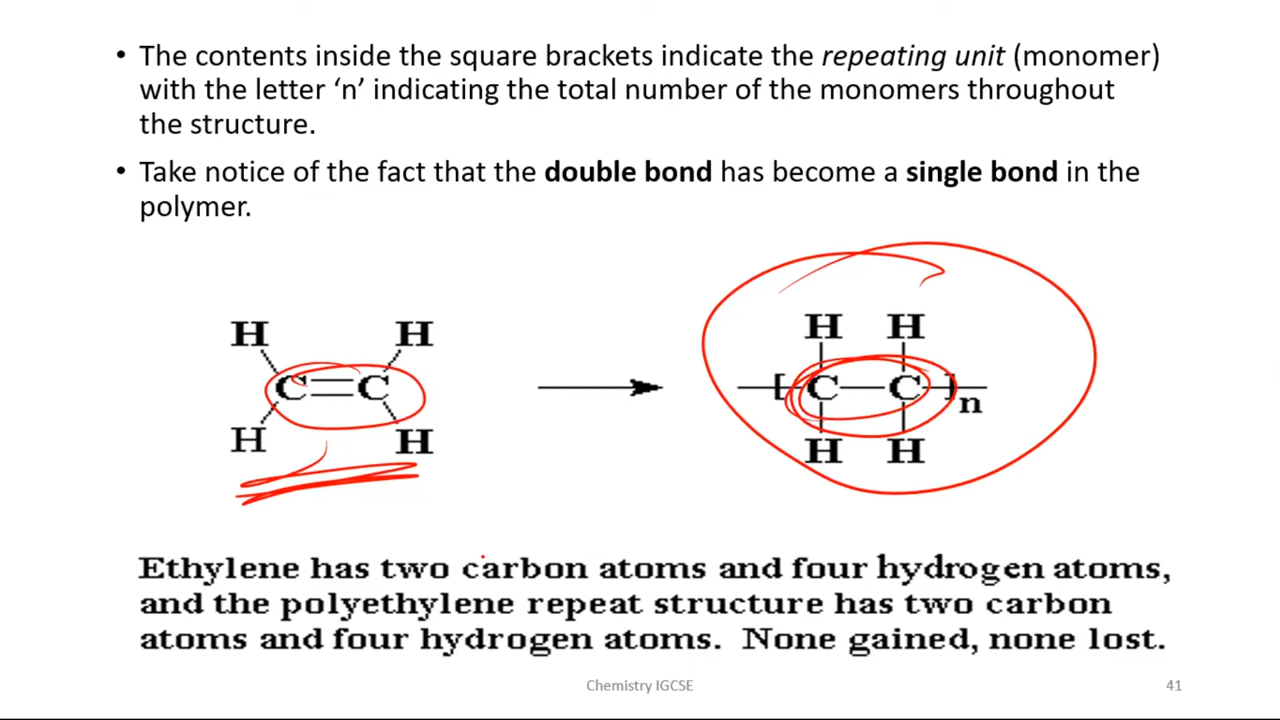 • The contents inside the square brackets indicate the repeating unit (monomer)
with the letter ‘n’ indicating the total number of the monomers throughout
the structure.
• Take notice of the fact that the double bond has become a single bond in the
polymer.
H H H H
C=C [C—C]n
H H H H
Ethylene has two carbon atoms and four hydrogen atoms,
and the polyethylene repeat structure has two carbon
atoms and four hydrogen atoms. None gained, none lost.
Chemistry IGCSE 41